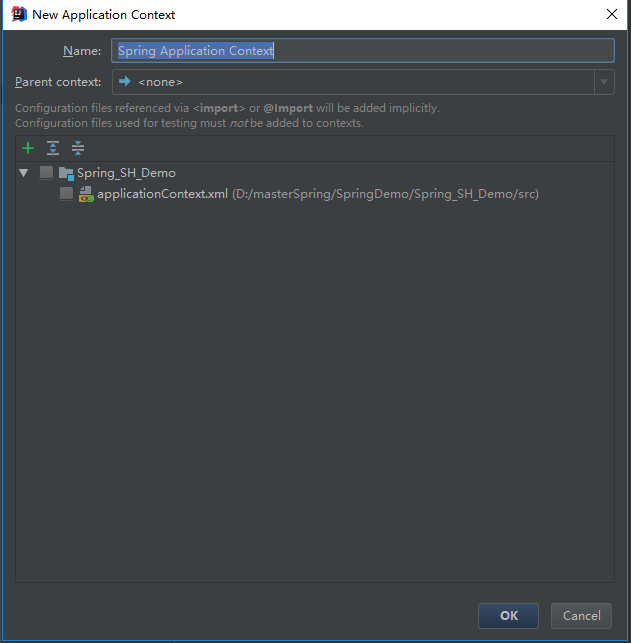 New Application Context
Name: Spring Application Context
Parent context: <none>
Configuration files referenced via <import> or @Import will be added implicitly.
Configuration files used for testing must not be added to contexts.
Spring_SH_Demo
applicationContext.xml (D:/masterSpring/SpringDemo/Spring_SH_Demo/src)
OK Cancel